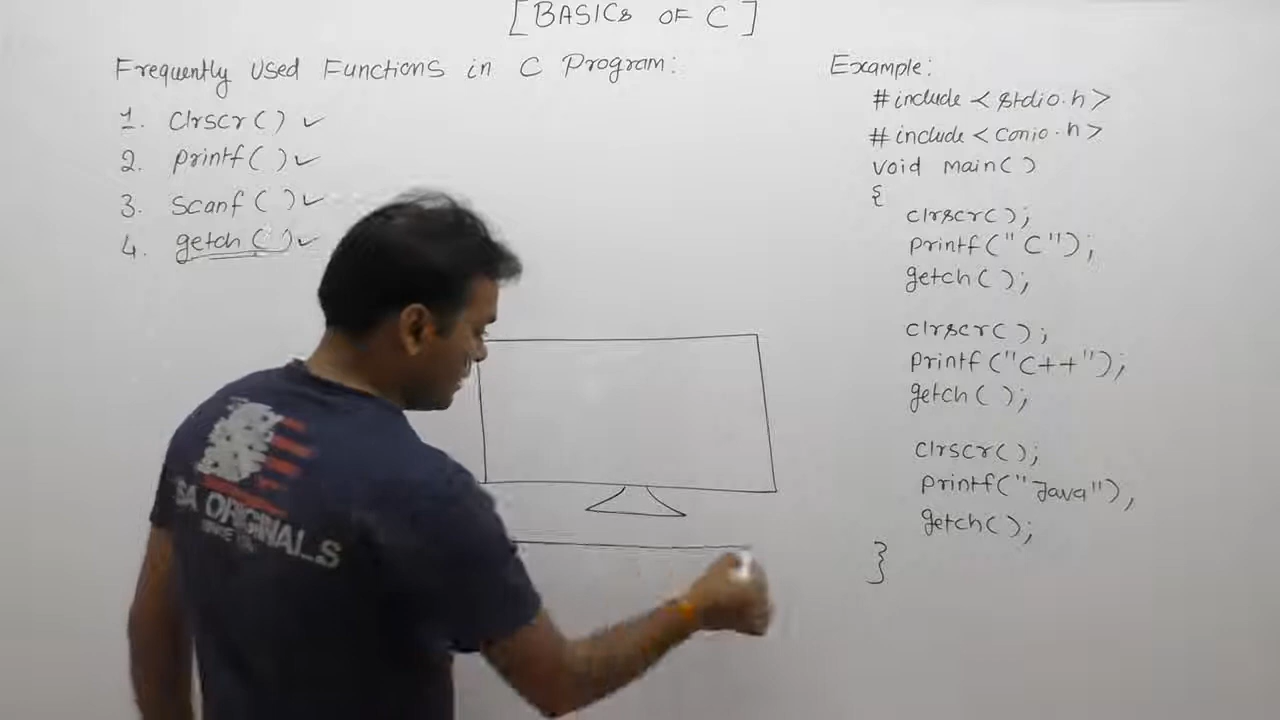 [BASICs OF C]
Frequently Used Functions in C Program:
1. Clrscr( ) ✓
2. printf( ) ✓
3. Scanf( ) ✓
4. getch( ) ✓
Example:
#include <stdio.h>
#include <conio.h>
void main( )
{
clrscr( );
printf("C");
getch( );
clrscr( );
printf("C++");
getch( );
clrscr( );
printf("Java"),
getch( );
}
SA ORIGINALS